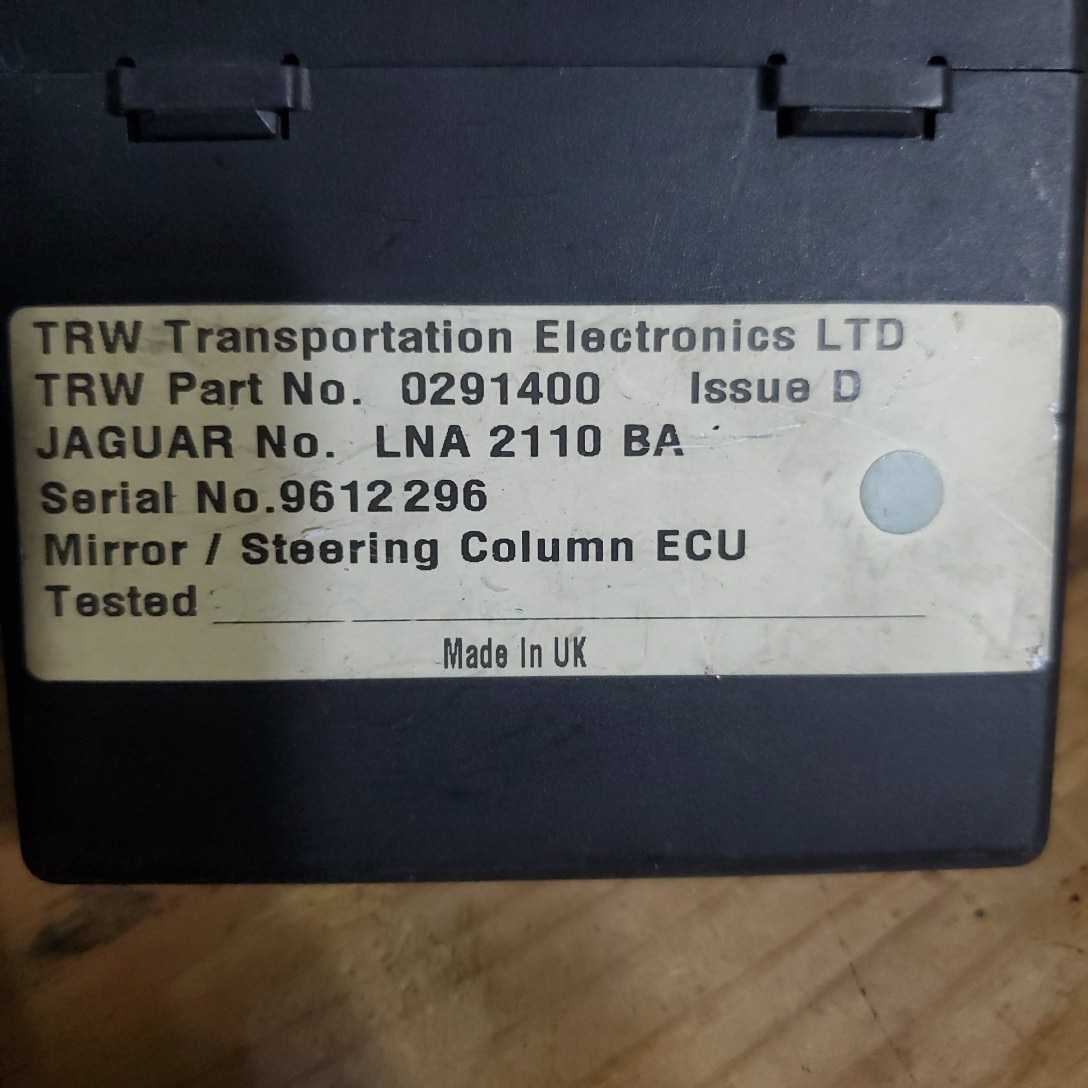 TRW Transportation Electronics LTD
TRW Part No. 0291400 Issue D
JAGUAR No. LNA 2110 BA
Serial No.9612296
Mirror / Steering Column ECU
Tested
Made In UK